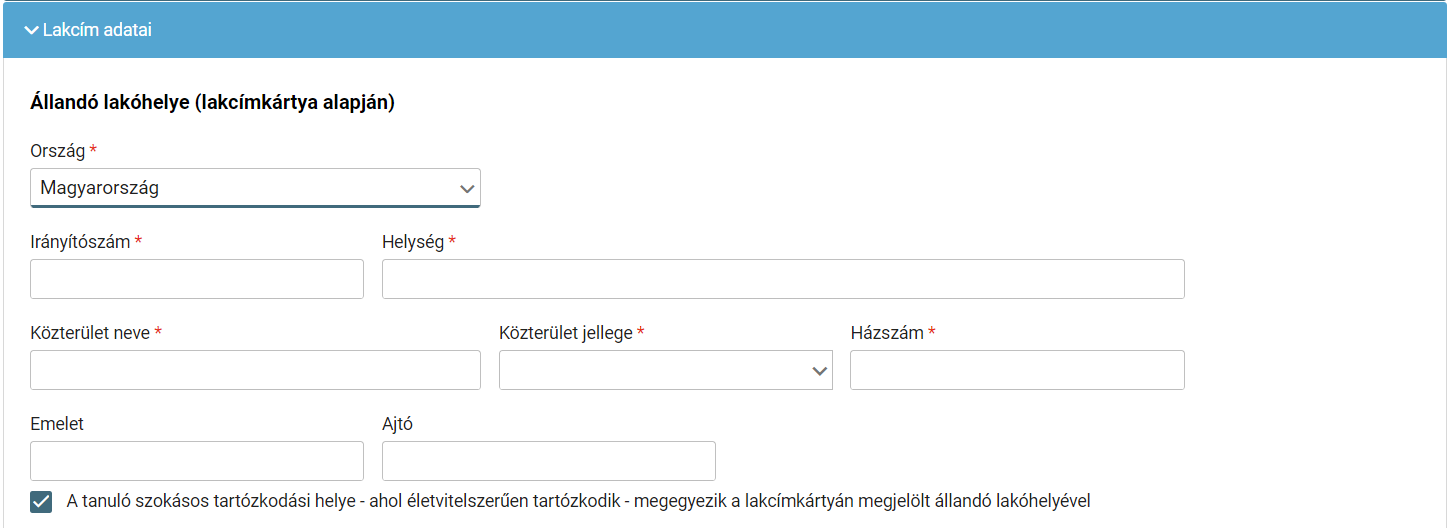 Lakcím adatai
Állandó lakóhelye (lakcímkártya alapján)
Ország *
Magyarország
Irányítószám * Helység *
Közterület neve * Közterület jellege * Házszám *
Emelet Ajtó
A tanuló szokásos tartózkodási helye - ahol életvitelszerűen tartózkodik - megegyezik a lakcímkártyán megjelölt állandó lakóhelyével